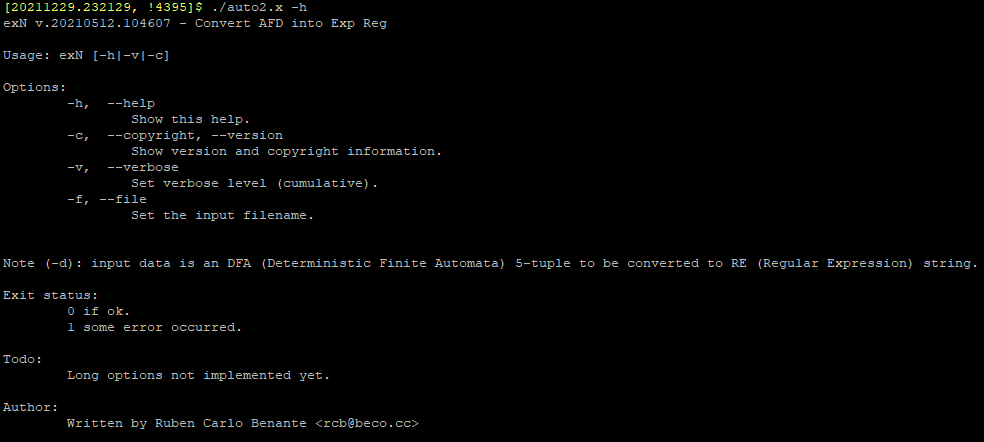 [20211229.232129, !4395]$ ./auto2.x -h
exN v.20210512.104607 - Convert AFD into Exp Reg
Usage: exN [-h|-v|-c]
Options:
-h, --help
Show this help.
-c, --copyright, --version
Show version and copyright information.
-v, --verbose
Set verbose level (cumulative).
-f, --file
Set the input filename.
Note (-d): input data is an DFA (Deterministic Finite Automata) 5-tuple to be converted to RE (Regular Expression) string.
Exit status:
0 if ok.
1 some error occurred.
Todo:
Long options not implemented yet.
Author:
Written by Ruben Carlo Benante <rcb@beco.cc>